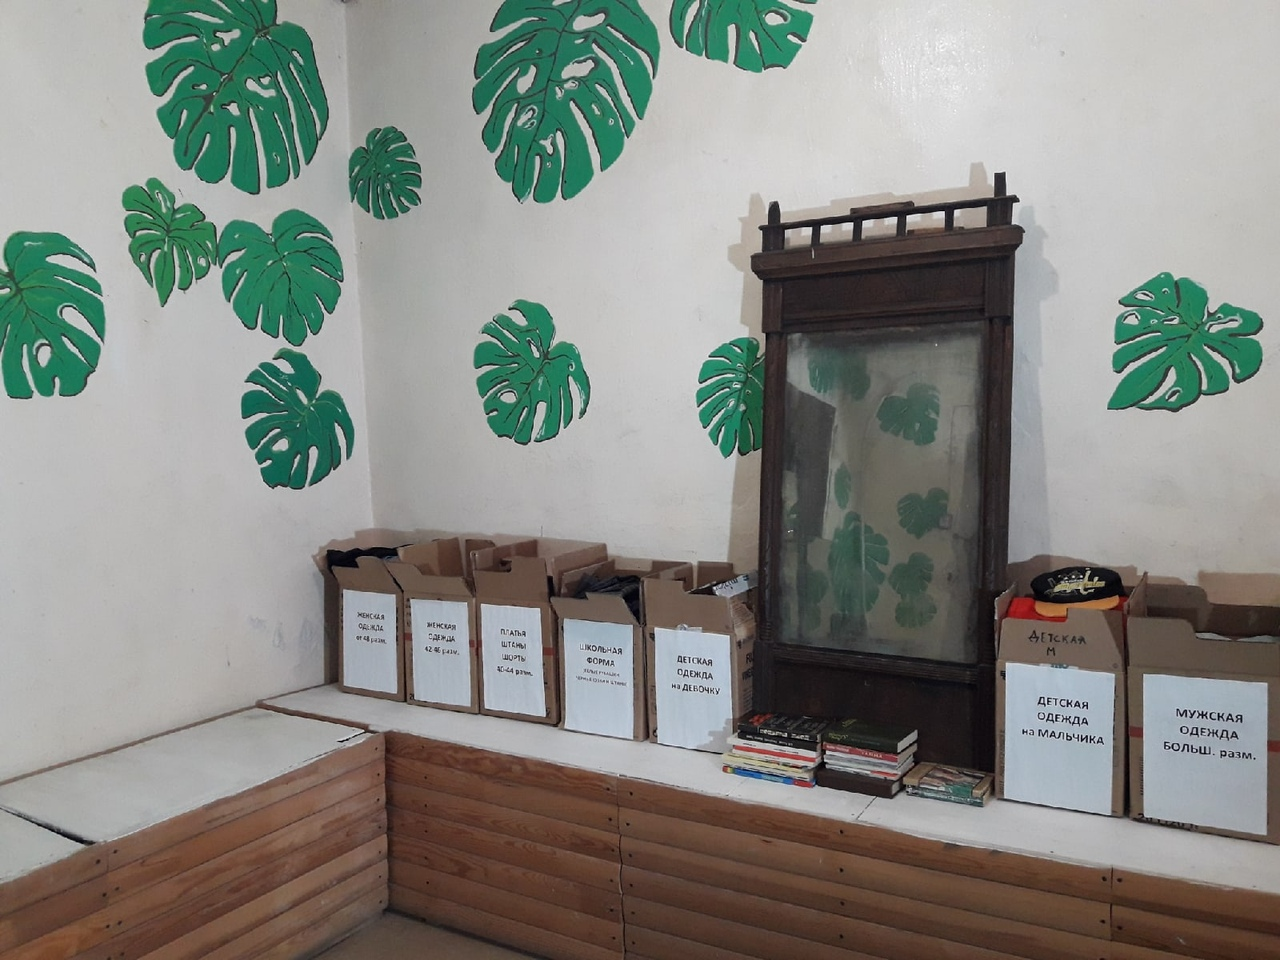 ЖЕНСКАЯ
ОДЕЖДА
от 48 разм.
ЖЕНСКАЯ
ОДЕЖДА
42-46 разм.
ПЛАТЬЯ
ШТАНЫ
ШОРТЫ
40-44 разм.
ШКОЛЬНАЯ
ФОРМА
ДЕТСКАЯ
ОДЕЖДА
на ДЕВОЧКУ
ДЕТСКАЯ
М
ДЕТСКАЯ
ОДЕЖДА
на МАЛЬЧИКА
МУЖСКАЯ
ОДЕЖДА
БОЛЬШ. разм.